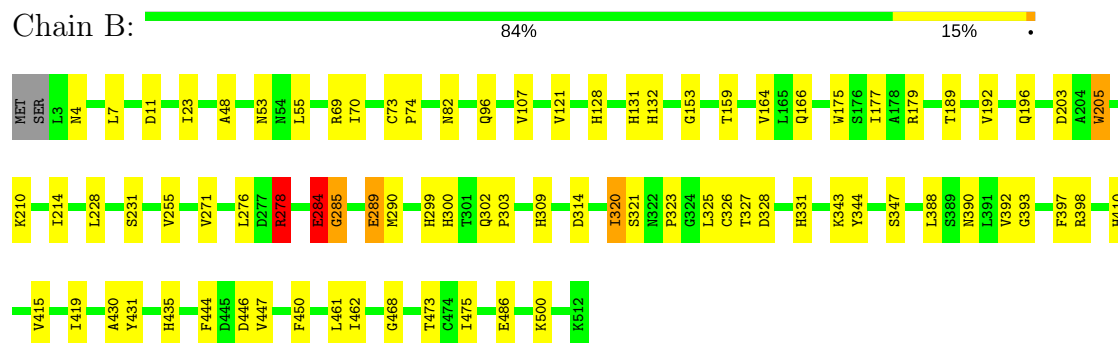 Chain B:
84% 15% •
MET SER L3 N4 L7 D11 I23 A48 N53 N54 L55 R69 I70 C73 P74 N82 Q96 V107 V121 H128 H131 H132 G153 T159 V164 L165 Q166 W175 S176 I177 A178 R179 T189 V192 Q196 D203 A204 W205
K210 I214 L228 S231 V255 V271 L276 D277 R278 E284 G285 E289 M290 H299 H300 T301 Q302 P303 H309 D314 I320 S321 N322 P323 G324 L325 C326 T327 D328 H331 K343 Y344 S347 L388 S389 N390 L391 V392 G393 F397 R398 H410
V415 I419 A430 Y431 H435 F444 D445 D446 V447 F450 L461 I462 G468 T473 C474 I475 E486 K500 K512